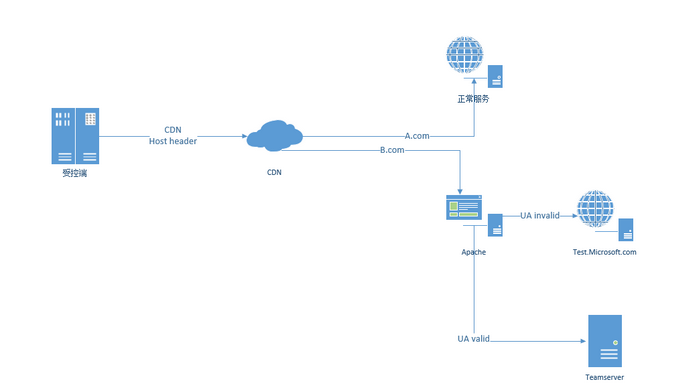 正常服务
CDN
Host header
A.com
B.com
受控端
CDN
UA invalid
Apache
Test.Microsoft.com
UA valid
Teamserver